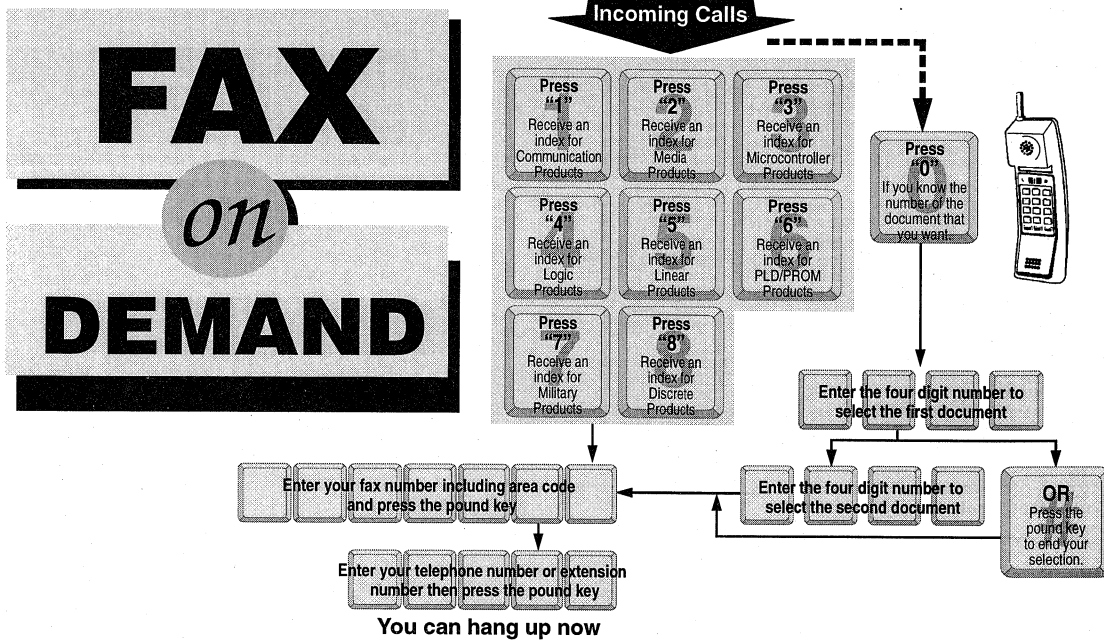 FAX
on
DEMAND
Incoming Calls
Press
“1”
Receive an
index for
Communication
Products
Press
“2”
Receive an
index for
Media
Products
Press
“3”
Receive an
index for
Microcontroller
Products
Press
“4”
Receive an
index for
Logic
Products
Press
“5”
Receive an
index for
Linear
Products
Press
“6”
Receive an
index for
PLD/PROM
Products
Press
“7”
Receive an
index for
Military
Products
Press
“8”
Receive an
index for
Discrete
Products
Press
“0”
If you know the
number of the
document that
you want.
Enter the four digit number to
select the first document
Enter the four digit number to
select the second document
OR
Press the
pound key
to end your
selection.
Enter your fax number including area code
and press the pound key
Enter your telephone number or extension
number then press the pound key
You can hang up now